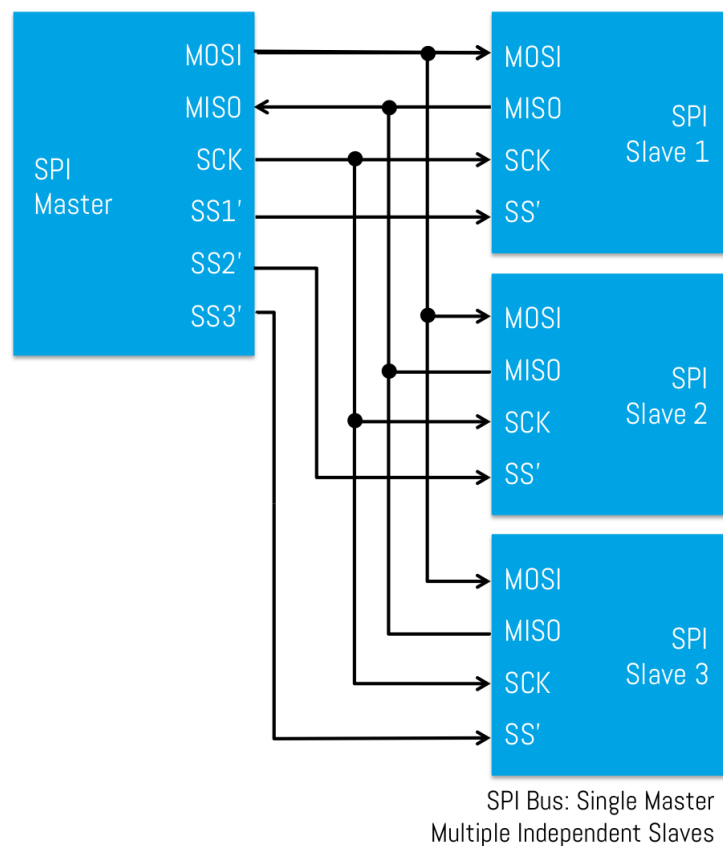 MOSI
MISO
SCK
SS1’
SS2’
SS3’
SPI
Master
MOSI
MISO
SCK
SS’
SPI
Slave 1
MOSI
MISO
SCK
SS’
SPI
Slave 2
MOSI
MISO
SCK
SS’
SPI
Slave 3
SPI Bus: Single Master
Multiple Independent Slaves